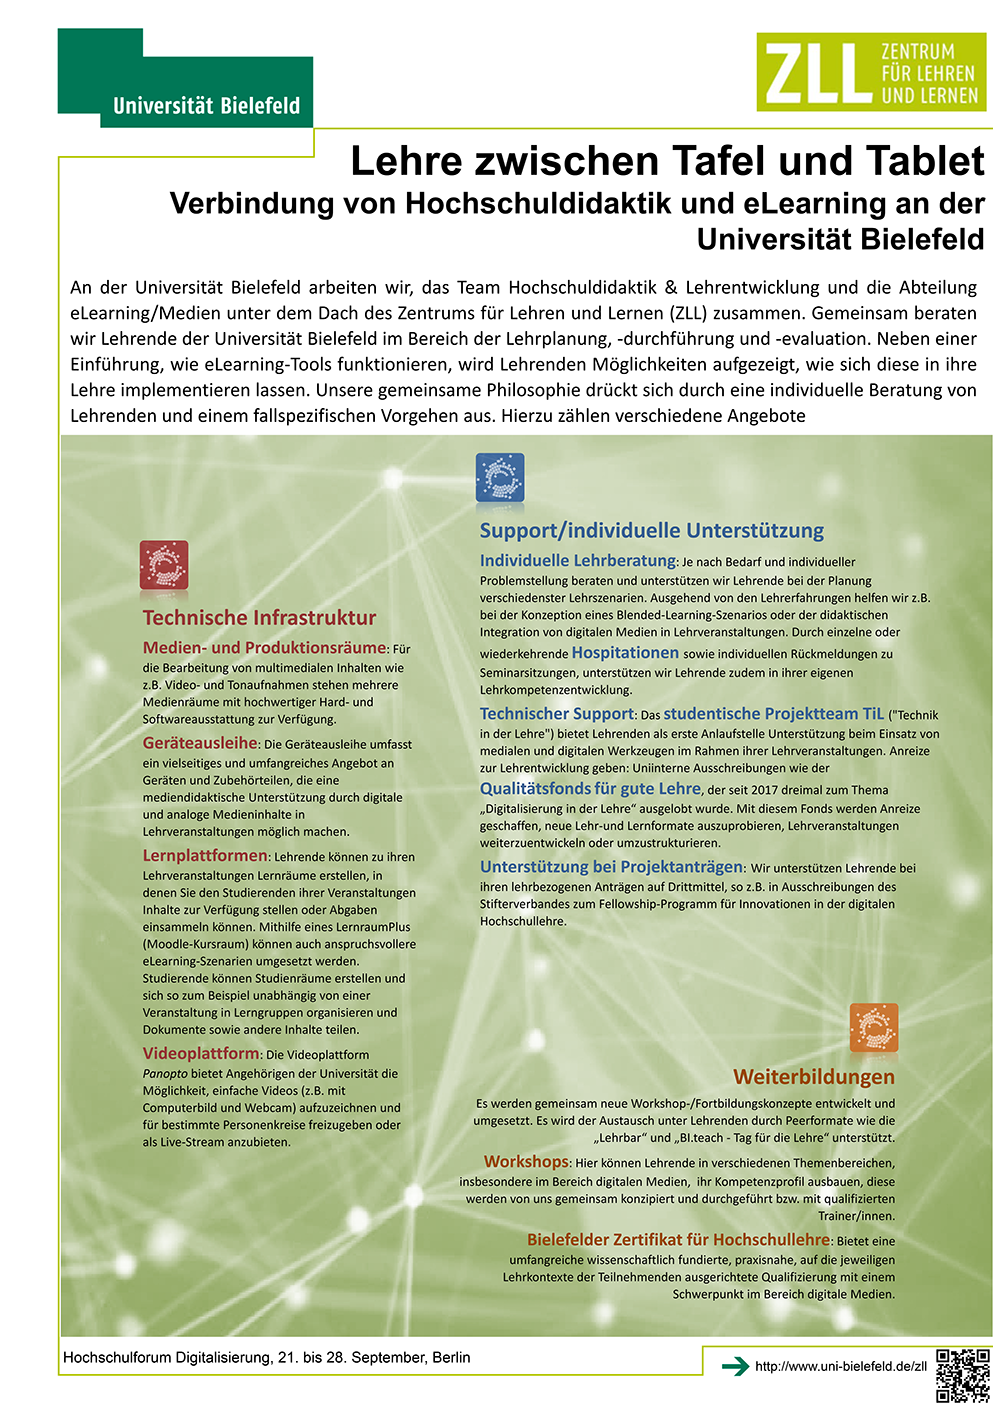 Universität Bielefeld
ZLL
ZENTRUM
FÜR LEHREN
UND LERNEN
Lehre zwischen Tafel und Tablet
Verbindung von Hochschuldidaktik und eLearning an der
Universität Bielefeld
An der Universität Bielefeld arbeiten wir, das Team Hochschuldidaktik & Lehrentwicklung und die Abteilung
eLearning/Medien unter dem Dach des Zentrums für Lehren und Lernen (ZLL) zusammen. Gemeinsam beraten
wir Lehrende der Universität Bielefeld im Bereich der Lehrplanung, -durchführung und -evaluation. Neben einer
Einführung, wie eLearning-Tools funktionieren, wird Lehrenden Möglichkeiten aufgezeigt, wie sich diese in ihre
Lehre implementieren lassen. Unsere gemeinsame Philosophie drückt sich durch eine individuelle Beratung von
Lehrenden und einem fallspezifischen Vorgehen aus. Hierzu zählen verschiedene Angebote
Technische Infrastruktur
Medien- und Produktionsräume: Für
die Bearbeitung von multimedialen Inhalten wie
z.B. Video- und Tonaufnahmen stehen mehrere
Medienräume mit hochwertiger Hard- und
Softwareausstattung zur Verfügung.
Geräteausleihe: Die Geräteausleihe umfasst
ein vielseitiges und umfangreiches Angebot an
Geräten und Zubehörteilen, die eine
mediendidaktische Unterstützung durch digitale
und analoge Medieninhalte in
Lehrveranstaltungen möglich machen.
Lernplattformen: Lehrende können zu ihren
Lehrveranstaltungen Lernräume erstellen, in
denen Sie den Studierenden ihrer Veranstaltungen
Inhalte zur Verfügung stellen oder Abgaben
einsammeln können. Mithilfe eines LernraumPlus
(Moodle-Kursraum) können auch anspruchsvollere
eLearning-Szenarien umgesetzt werden.
Studierende können Studienräume erstellen und
sich so zum Beispiel unabhängig von einer
Veranstaltung in Lerngruppen organisieren und
Dokumente sowie andere Inhalte teilen.
Videoplattform: Die Videoplattform
Panopto bietet Angehörigen der Universität die
Möglichkeit, einfache Videos (z.B. mit
Computerbild und Webcam) aufzuzeichnen und
für bestimmte Personenkreise freizugeben oder
als Live-Stream anzubieten.
Support/individuelle Unterstützung
Individuelle Lehrberatung: Je nach Bedarf und individueller
Problemstellung beraten und unterstützen wir Lehrende bei der Planung
verschiedenster Lehrszenarien. Ausgehend von den Lehrerfahrungen helfen wir z.B.
bei der Konzeption eines Blended-Learning-Szenarios oder der didaktischen
Integration von digitalen Medien in Lehrveranstaltungen. Durch einzelne oder
wiederkehrende Hospitationen sowie individuellen Rückmeldungen zu
Seminarsitzungen, unterstützen wir Lehrende zudem in ihrer eigenen
Lehrkompetenzentwicklung.
Technischer Support: Das studentische Projektteam TiL ("Technik
in der Lehre") bietet Lehrenden als erste Anlaufstelle Unterstützung beim Einsatz von
medialen und digitalen Werkzeugen im Rahmen ihrer Lehrveranstaltungen. Anreize
zur Lehrentwicklung geben: Uniinterne Ausschreibungen wie der
Qualitätsfonds für gute Lehre, der seit 2017 dreimal zum Thema
„Digitalisierung in der Lehre“ ausgelobt wurde. Mit diesem Fonds werden Anreize
geschaffen, neue Lehr-und Lernformate auszuprobieren, Lehrveranstaltungen
weiterzuentwickeln oder umzustrukturieren.
Unterstützung bei Projektanträgen: Wir unterstützen Lehrende bei
ihren lehrbezogenen Anträgen auf Drittmittel, so z.B. in Ausschreibungen des
Stifterverbandes zum Fellowship-Programm für Innovationen in der digitalen
Hochschullehre.
Weiterbildungen
Es werden gemeinsam neue Workshop-/Fortbildungskonzepte entwickelt und
umgesetzt. Es wird der Austausch unter Lehrenden durch Peerformate wie die
„Lehrbar“ und „BI.teach - Tag für die Lehre“ unterstützt.
Workshops: Hier können Lehrende in verschiedenen Themenbereichen,
insbesondere im Bereich digitalen Medien, ihr Kompetenzprofil ausbauen, diese
werden von uns gemeinsam konzipiert und durchgeführt bzw. mit qualifizierten
Trainer/innen.
Bielefelder Zertifikat für Hochschullehre: Bietet eine
umfangreiche wissenschaftlich fundierte, praxisnahe, auf die jeweiligen
Lehrkontexte der Teilnehmenden ausgerichtete Qualifizierung mit einem
Schwerpunkt im Bereich digitale Medien.
Hochschulforum Digitalisierung, 21. bis 28. September, Berlin
http://www.uni-bielefeld.de/zll